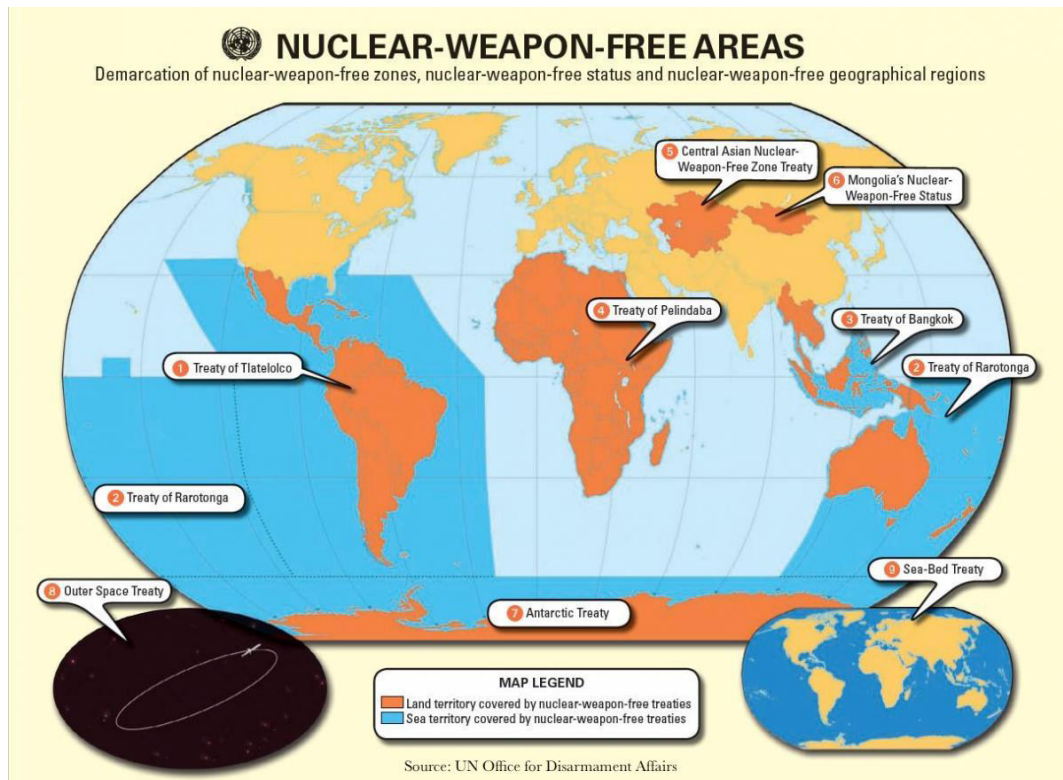 NUCLEAR-WEAPON-FREE AREAS
Demarcation of nuclear-weapon-free zones, nuclear-weapon-free status and nuclear-weapon-free geographical regions
5 Central Asian Nuclear-
Weapon-Free Zone Treaty
6 Mongolia's Nuclear-
Weapon-Free Status
4 Treaty of Pelindaba
3 Treaty of Bangkok
1 Treaty of Tlatelolco
2 Treaty of Rarotonga
2 Treaty of Rarotonga
8 Outer Space Treaty
9 Sea-Bed Treaty
7 Antarctic Treaty
MAP LEGEND
Land territory covered by nuclear-weapon-free treaties
Sea territory covered by nuclear-weapon-free treaties
Source: UN Office for Disarmament Affairs